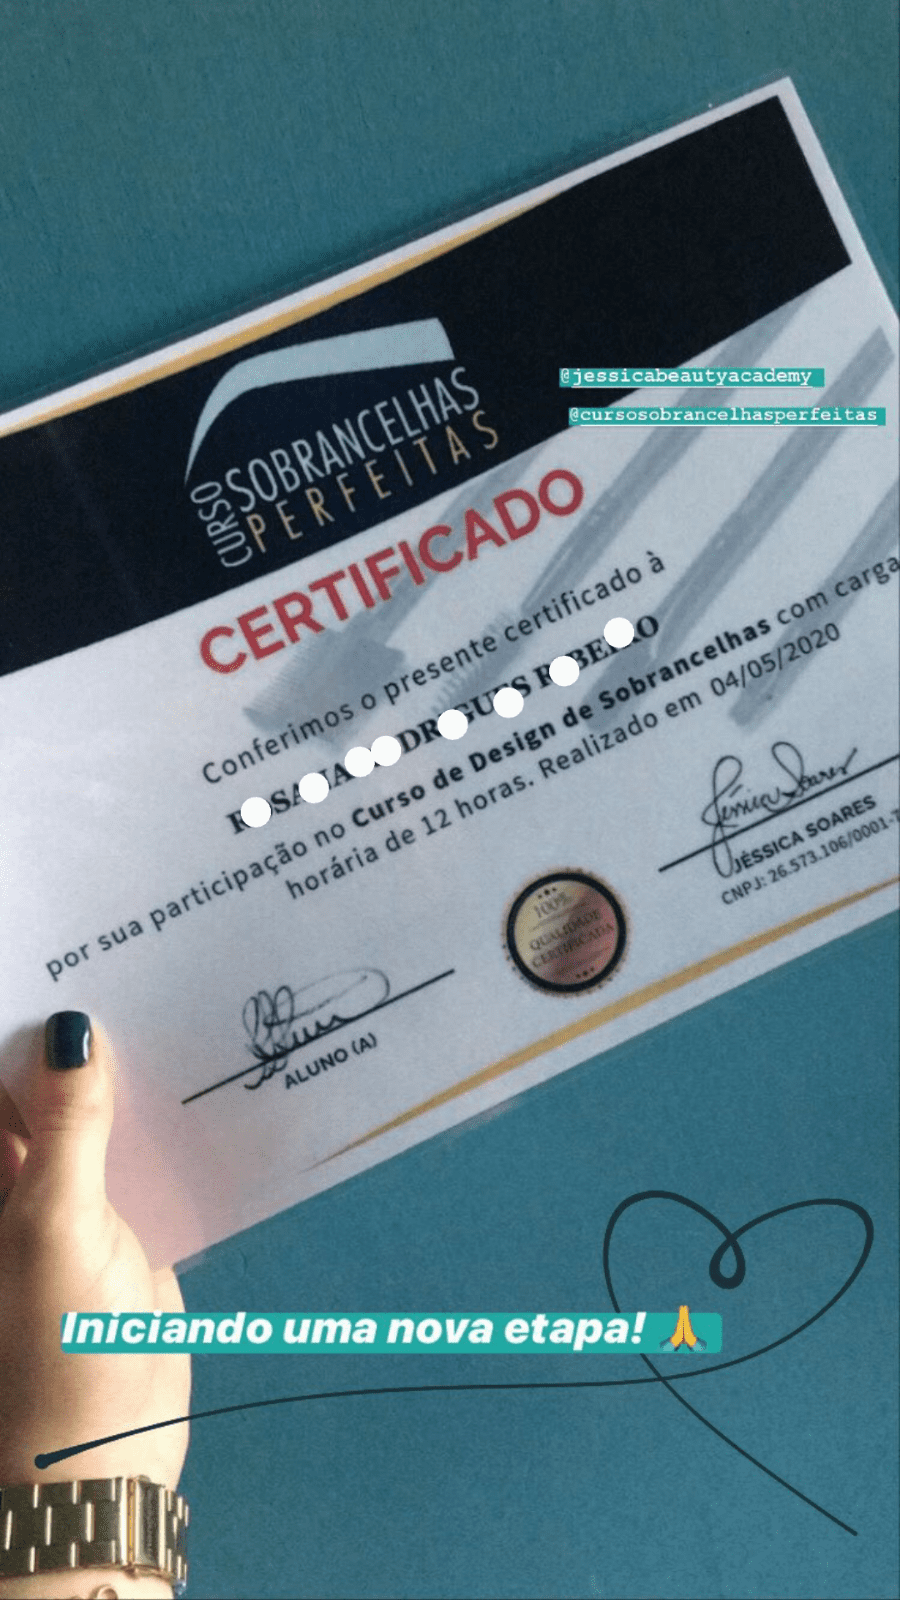 @jessicabeautyacademy
@cursosobrancelhasperfeitas
CURSO
SOBRANCELHAS
PERFEITAS
CERTIFICADO
Conferimos o presente certificado à
por sua participação no Curso de Design de Sobrancelhas com carga
horária de 12 horas. Realizado em 04/05/2020
Jéssica Soares
JÉSSICA SOARES
CNPJ: 26.573.106/0001-
100%
QUALIDADE
CERTIFICADA
ALUNO (A)
Iniciando uma nova etapa! 🙏